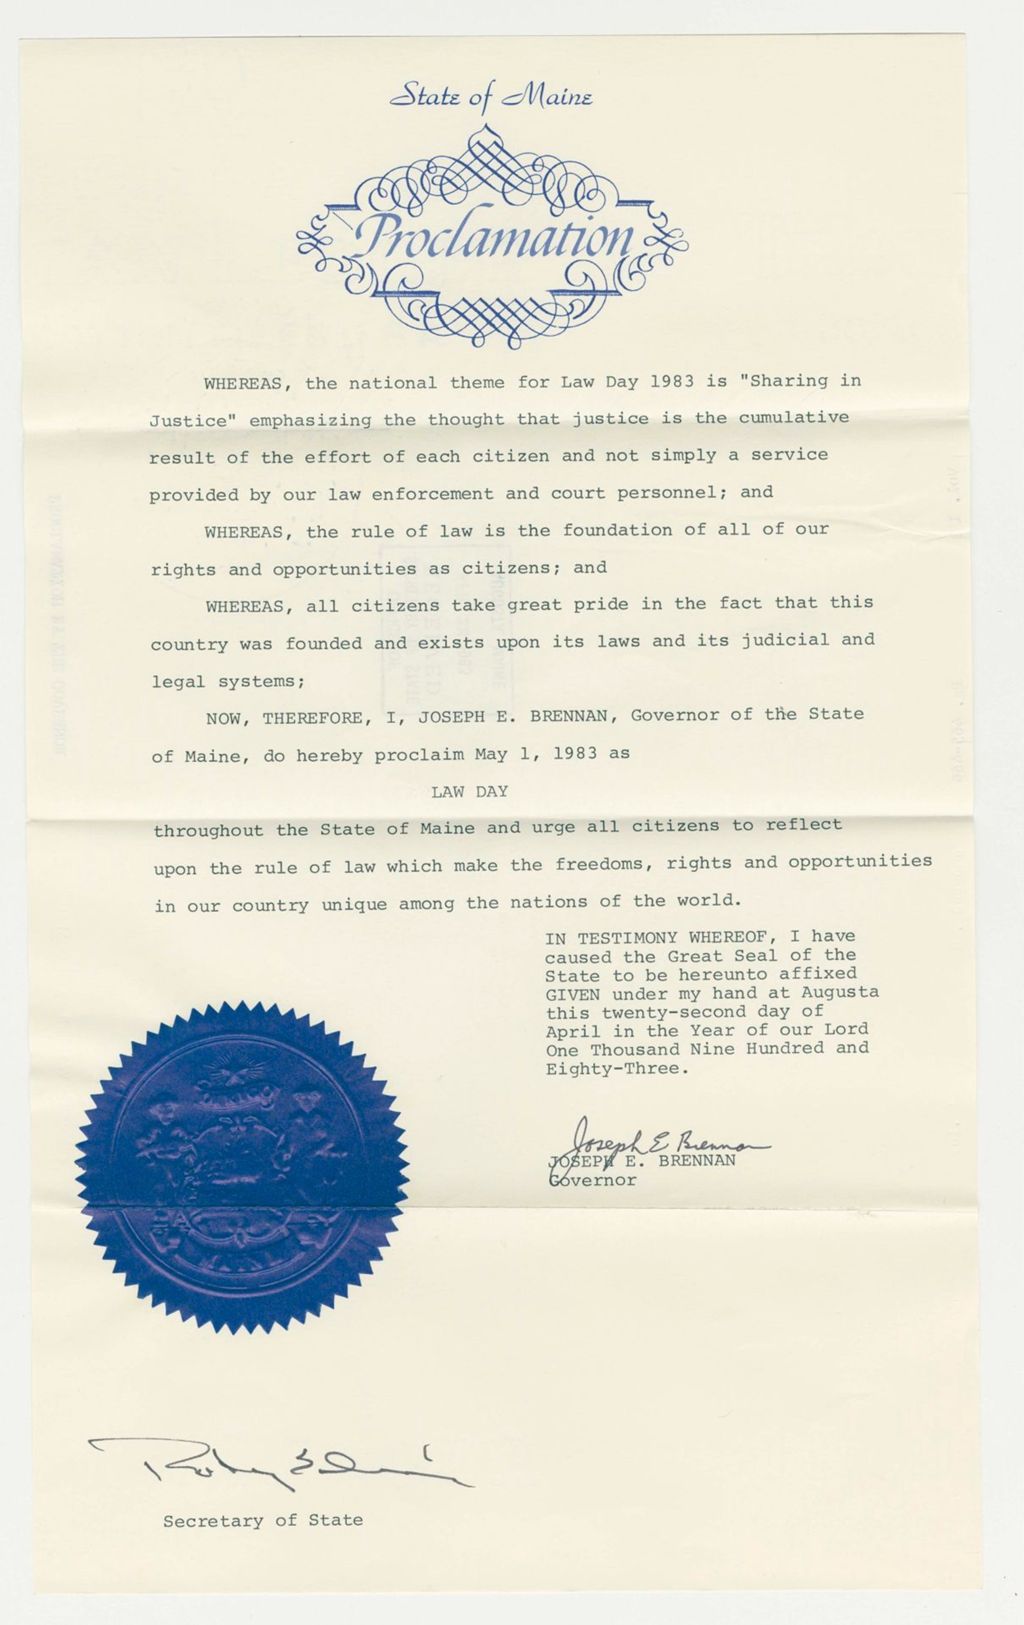 State of Maine
Proclamation
WHEREAS, the national theme for Law Day 1983 is "Sharing in
Justice" emphasizing the thought that justice is the cumulative
result of the effort of each citizen and not simply a service
provided by our law enforcement and court personnel; and
WHEREAS, the rule of law is the foundation of all of our
rights and opportunities as citizens; and
WHEREAS, all citizens take great pride in the fact that this
country was founded and exists upon its laws and its judicial and
legal systems;
NOW, THEREFORE, I, JOSEPH E. BRENNAN, Governor of the State
of Maine, do hereby proclaim May 1, 1983 as
LAW DAY
throughout the State of Maine and urge all citizens to reflect
upon the rule of law which make the freedoms, rights and opportunities
in our country unique among the nations of the world.
IN TESTIMONY WHEREOF, I have
caused the Great Seal of the
State to be hereunto affixed
GIVEN under my hand at Augusta
this twenty-second day of
April in the Year of our Lord
One Thousand Nine Hundred and
Eighty-Three.
Joseph E Brennan
JOSEPH E. BRENNAN
Governor
Secretary of State